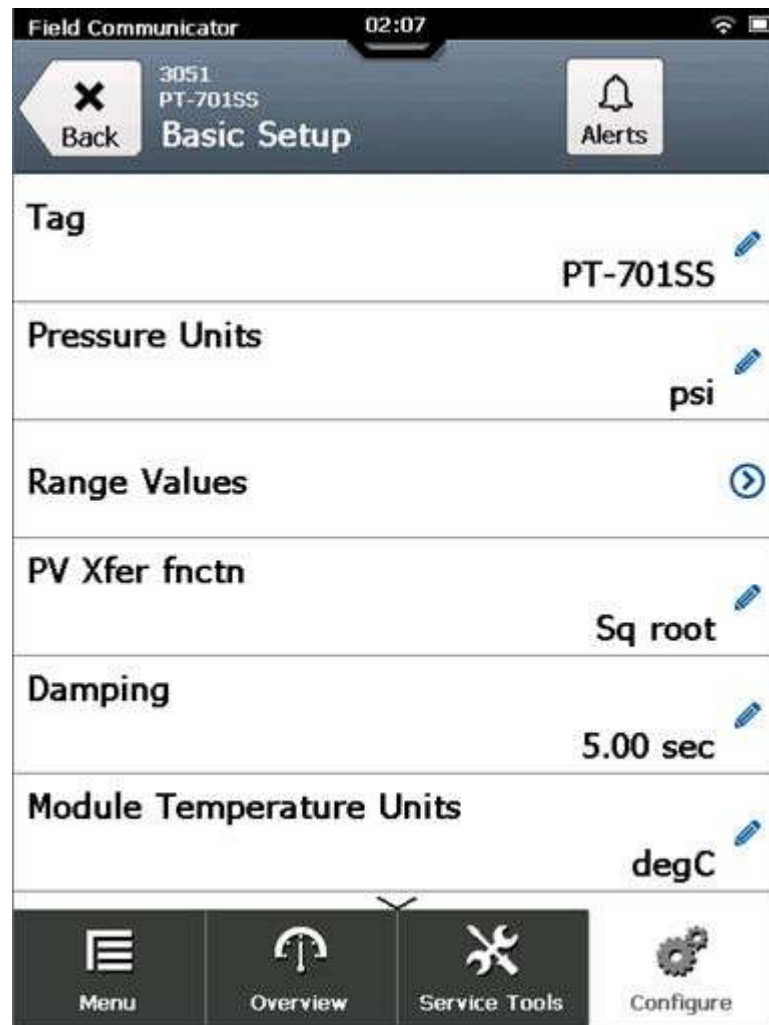 Field Communicator 02:07
3051
PT-701SS
Back Basic Setup
Alerts
Tag
PT-701SS
Pressure Units
psi
Range Values
PV Xfer fnctn
Sq root
Damping
5.00 sec
Module Temperature Units
degC
Menu Overview Service Tools Configure